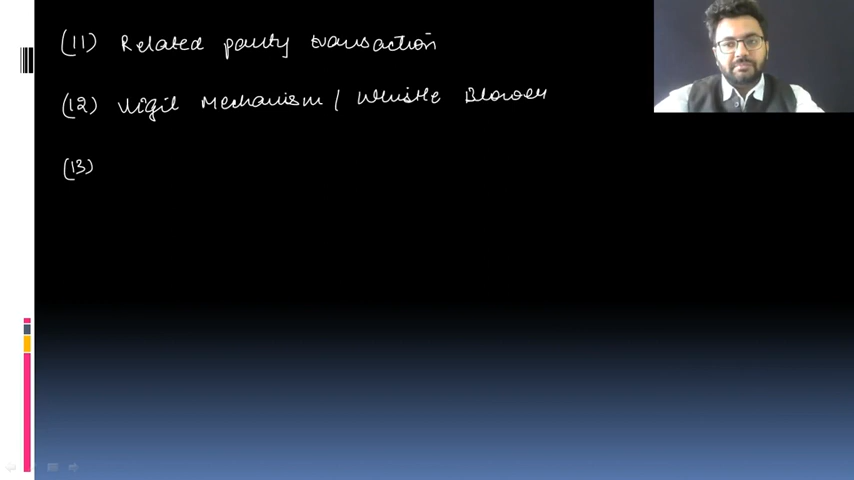 (11) Related party transaction
(12) Vigil Mechanism / Whistle Blower
(13)